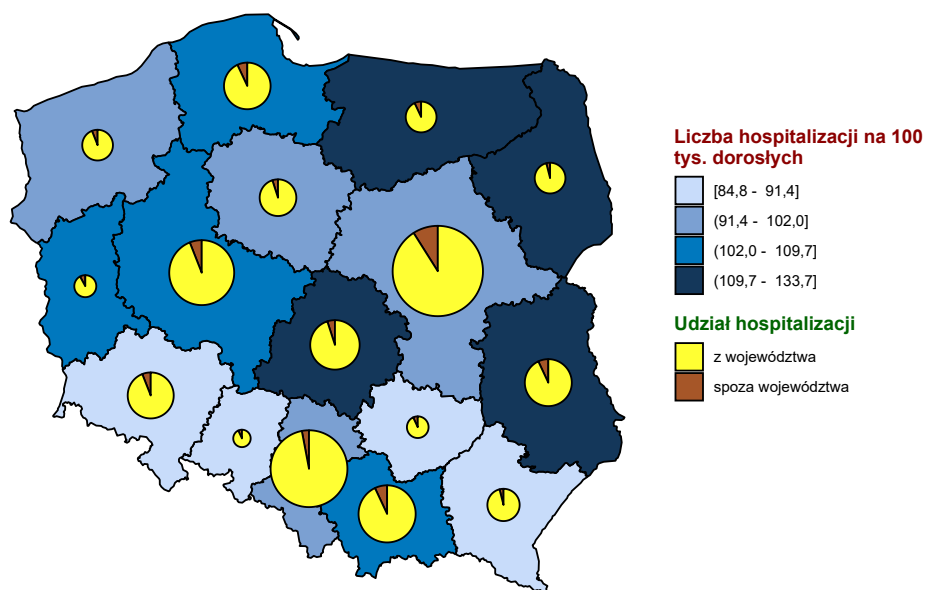 Liczba hospitalizacji na 100
tys. dorosłych
[84,8 - 91,4]
(91,4 - 102,0]
(102,0 - 109,7]
(109,7 - 133,7]
Udział hospitalizacji
z województwa
spoza województwa